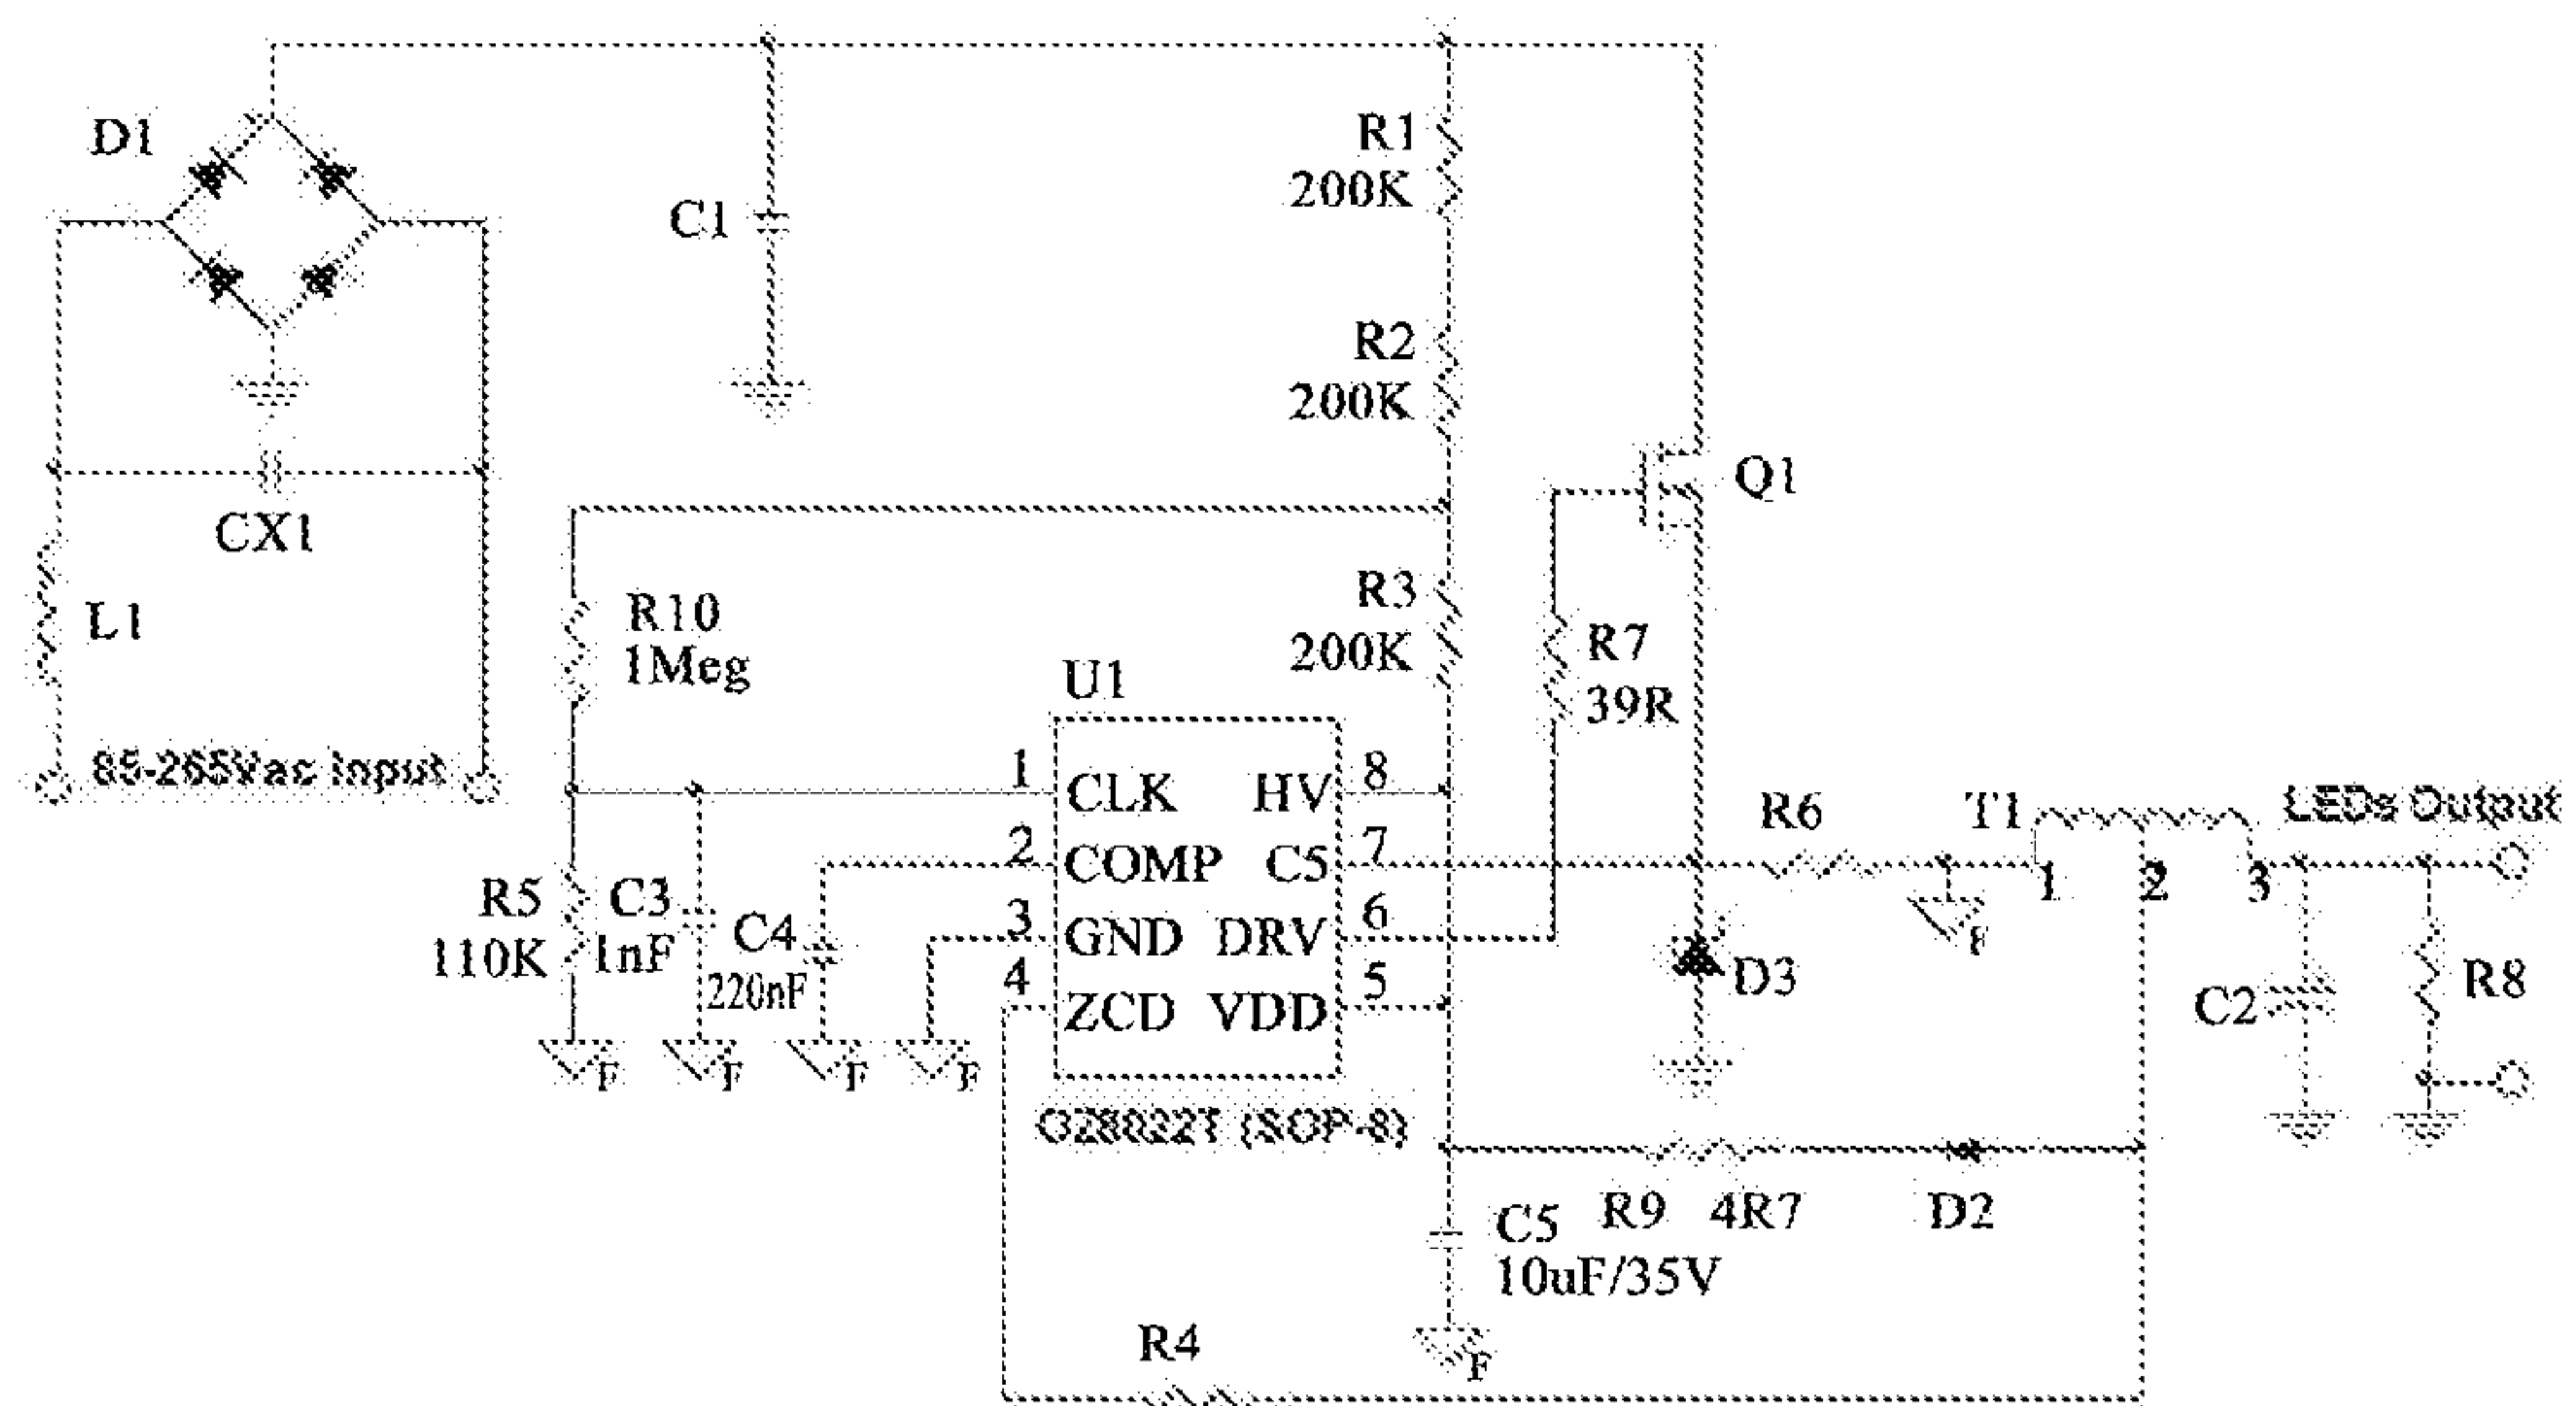 D1
C1
R1
200K
R2
200K
CX1
L1
85-265Vac Input
Q1
R10
1Meg
R3
200K
R7
39R
U1
1 CLK HV 8
2 COMP C5 7
3 GND DRV 6
4 ZCD VDD 5
(SOP-8)
R5
110K
C3
1nF
C4
220nF
F
F
F
F
R6
F
T1
1
2
3
LEDs Output
D3
C2
R8
R9 4R7
D2
C5
10uF/35V
F
R4